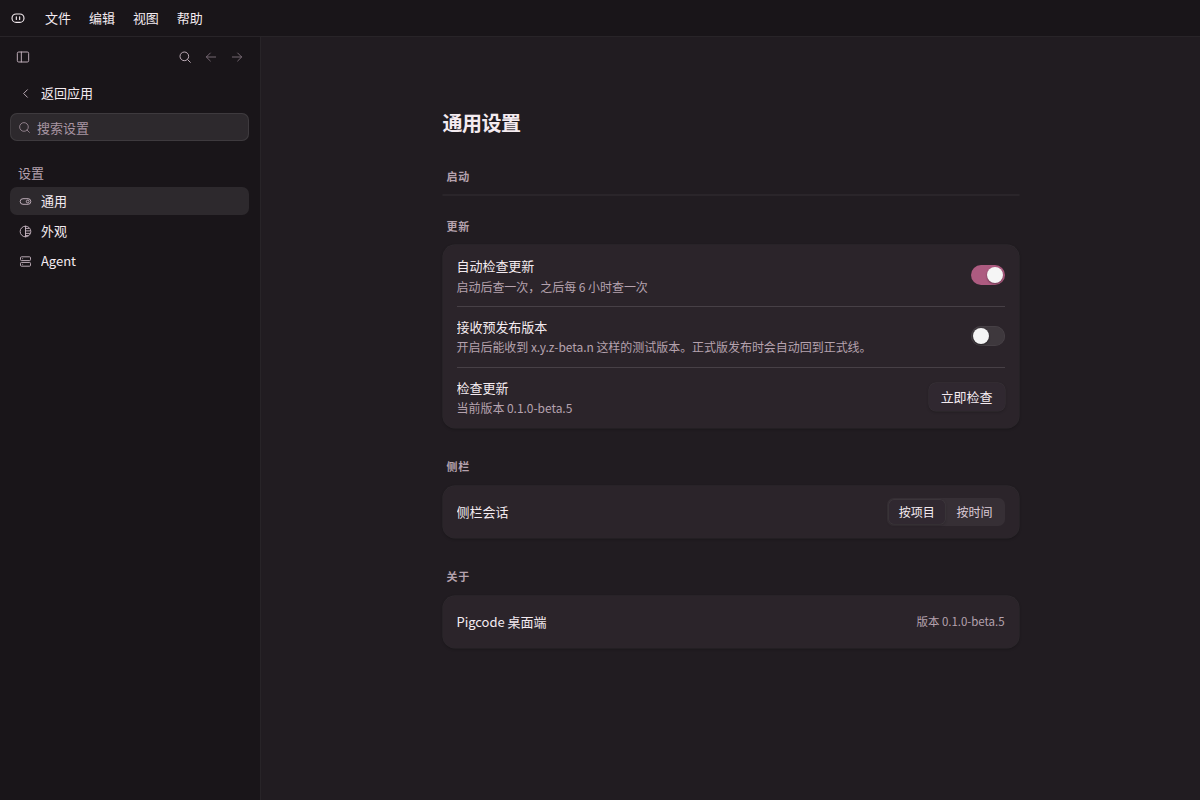 文件 编辑 视图 帮助
返回应用
搜索设置
设置
通用
外观
Agent
通用设置
启动
更新
自动检查更新
启动后查一次，之后每 6 小时查一次
接收预发布版本
开启后能收到 x.y.z-beta.n 这样的测试版本。正式版发布时会自动回到正式线。
检查更新
当前版本 0.1.0-beta.5
立即检查
侧栏
侧栏会话
按项目 按时间
关于
Pigcode 桌面端
版本 0.1.0-beta.5